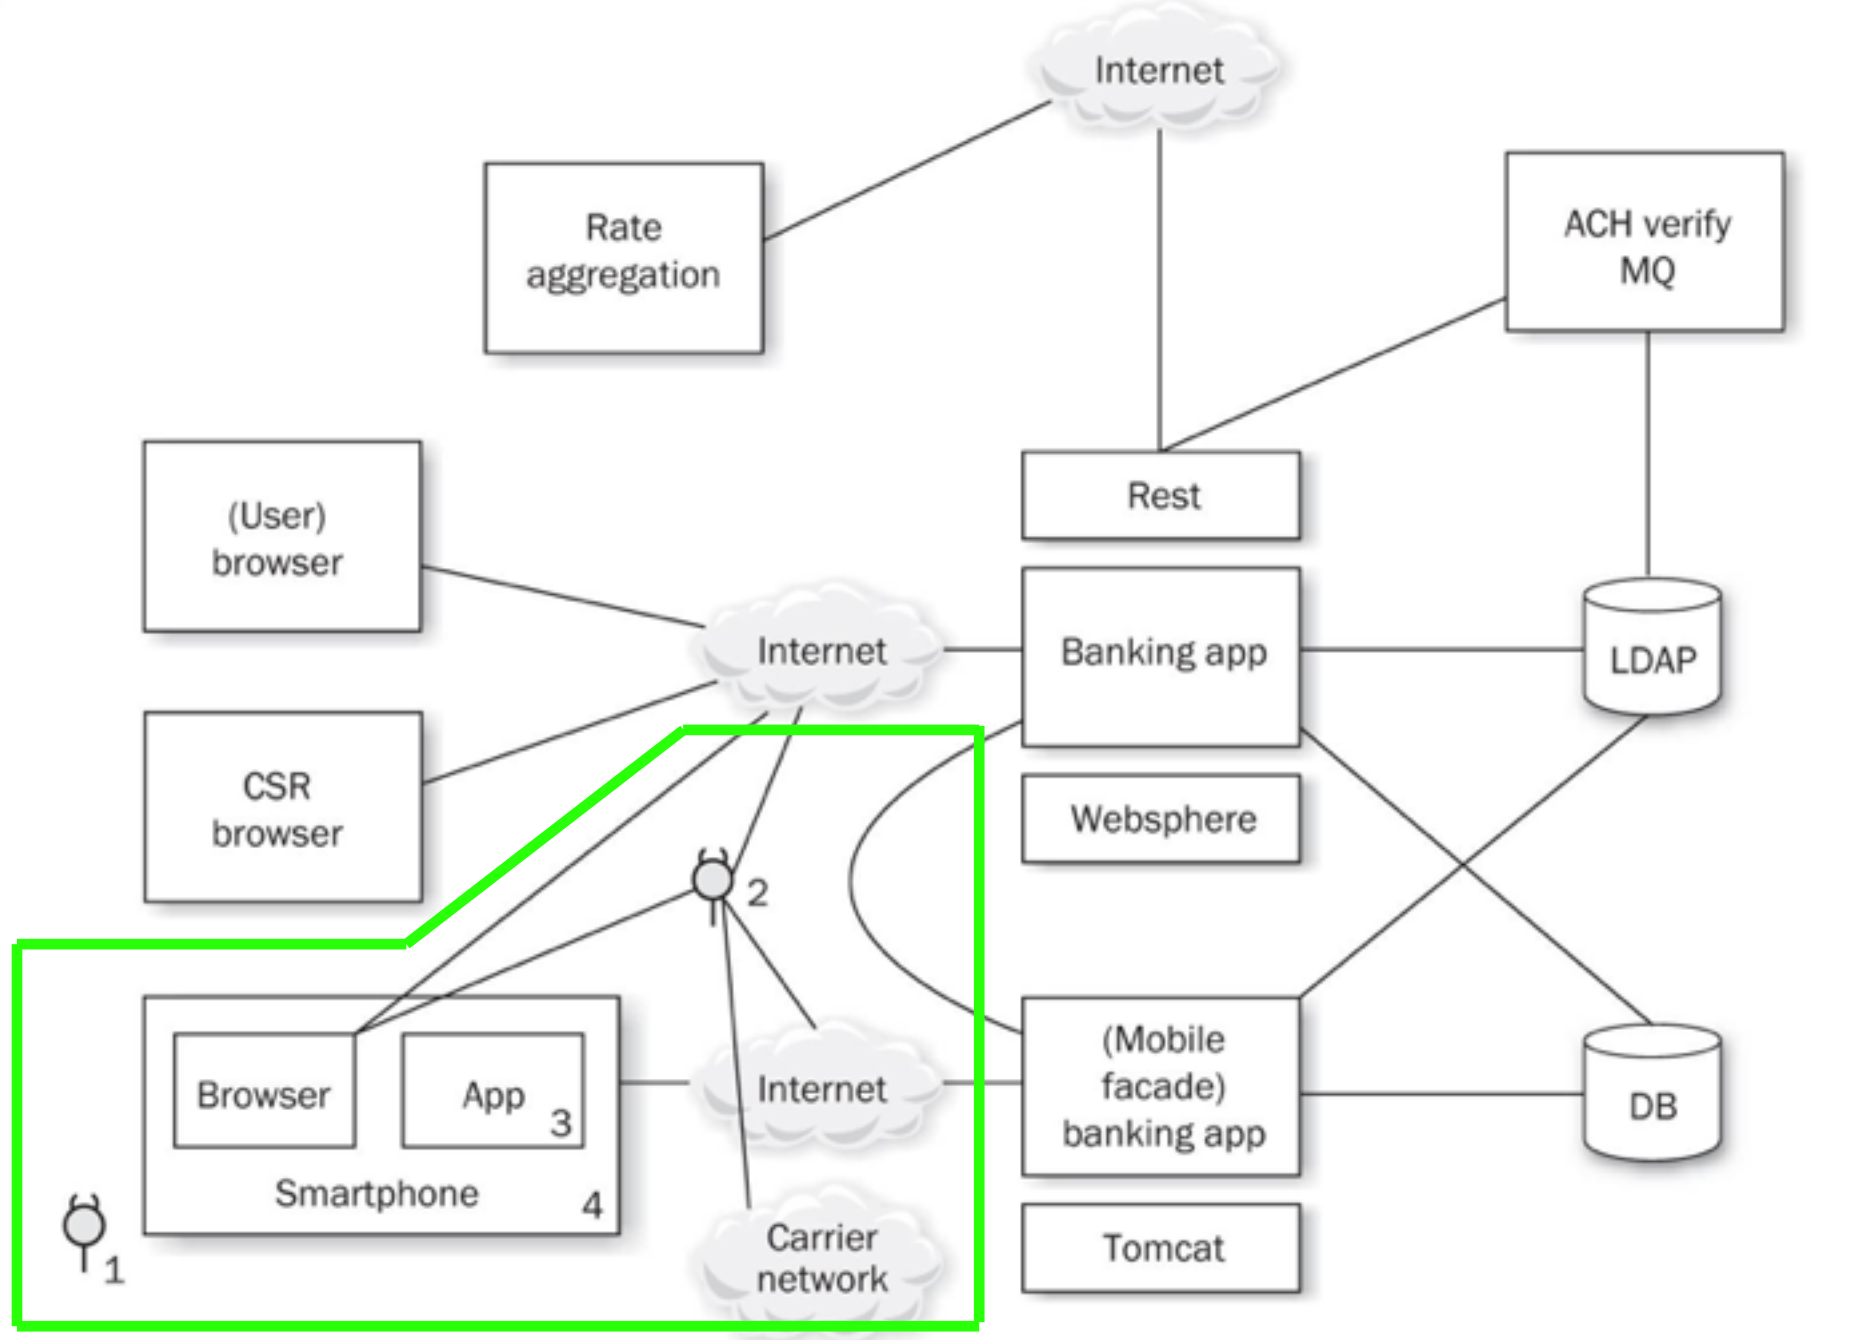 Internet
Rate
aggregation
ACH verify
MQ
(User)
browser
Rest
Internet
Banking app
LDAP
CSR
browser
Websphere
2
Browser
App
3
Smartphone
4
1
Internet
(Mobile
facade)
banking app
DB
Carrier
network
Tomcat